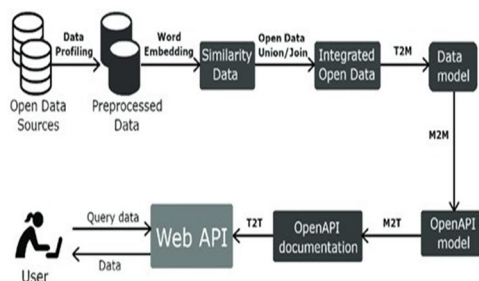 Data
Profiling
Word
Embedding
Open Data
Union/Join
T2M
Similarity
Data
Integrated
Open Data
Data
model
Open Data
Sources
Preprocessed
Data
M2M
Query data
Data
User
Web API
T2T
OpenAPI
documentation
M2T
OpenAPI
model